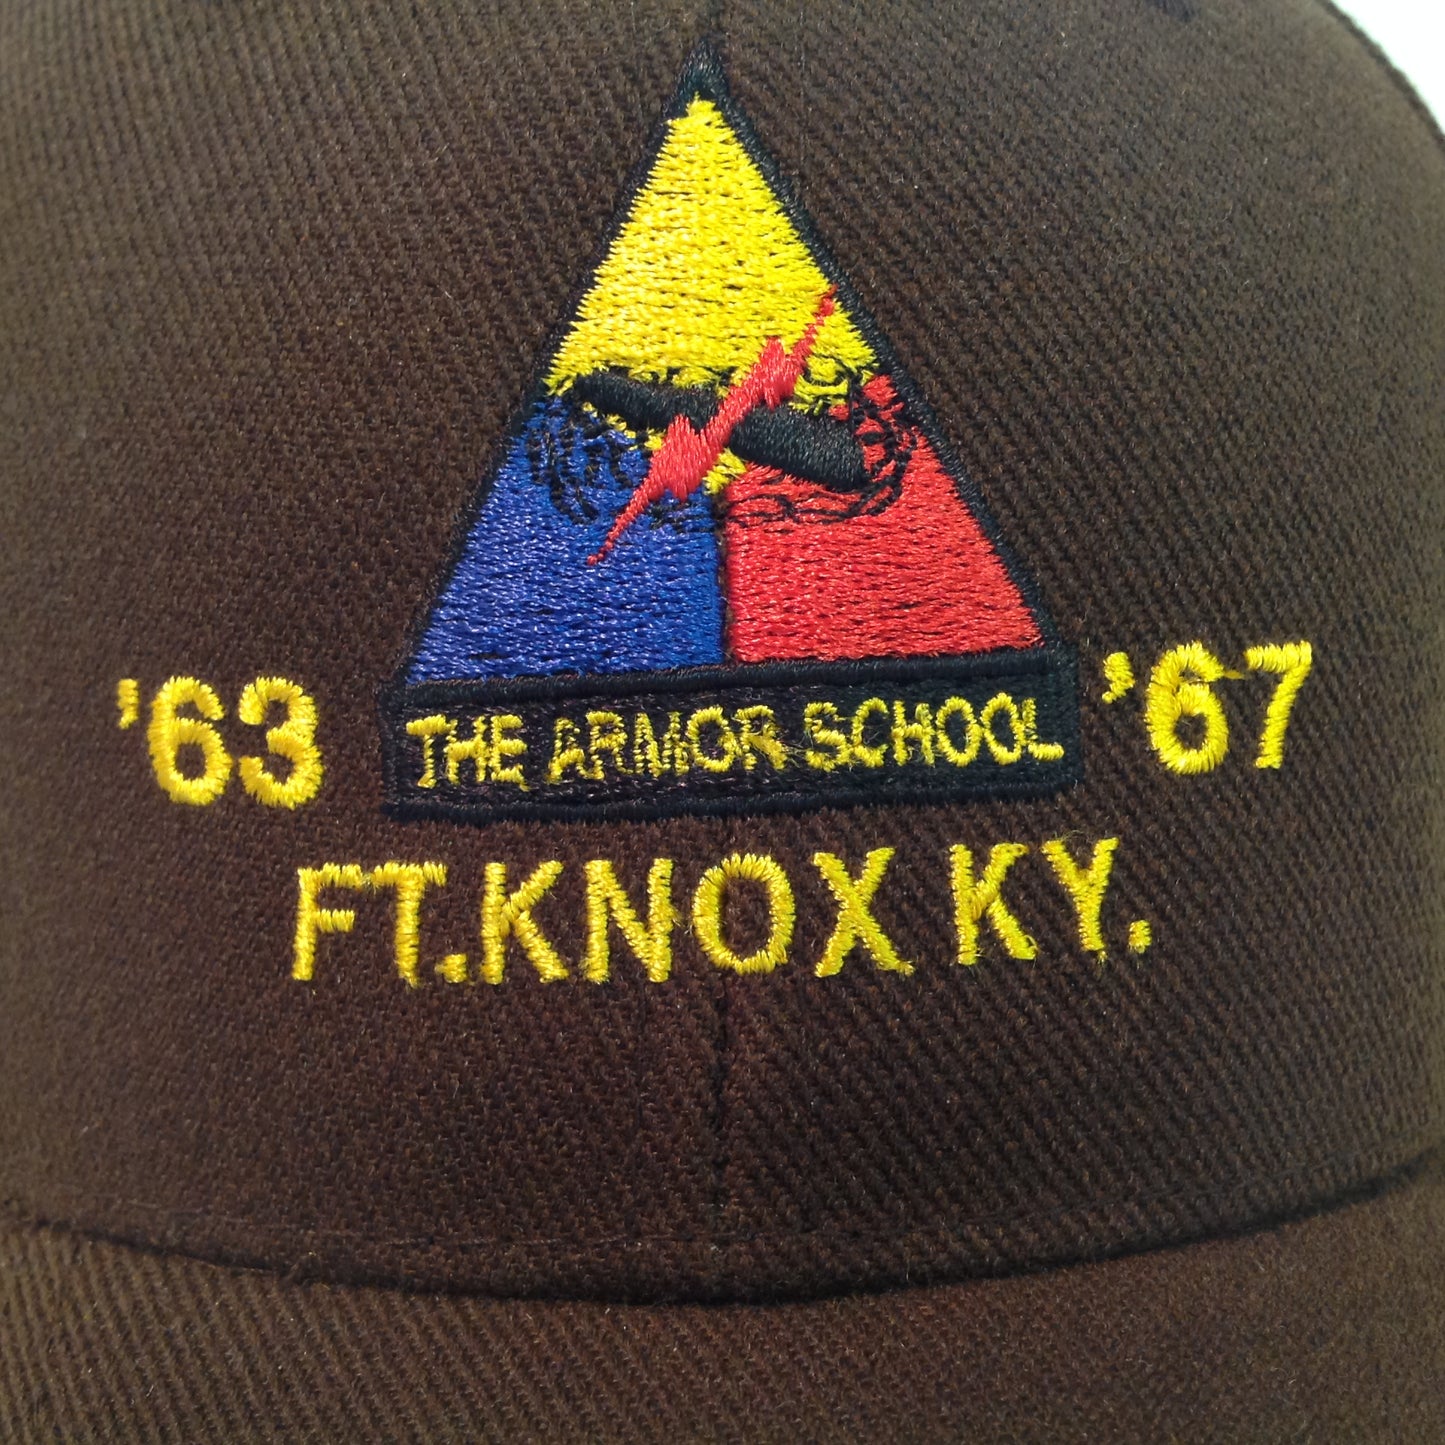 '63 THE ARMOR SCHOOL '67
FT. KNOX KY.